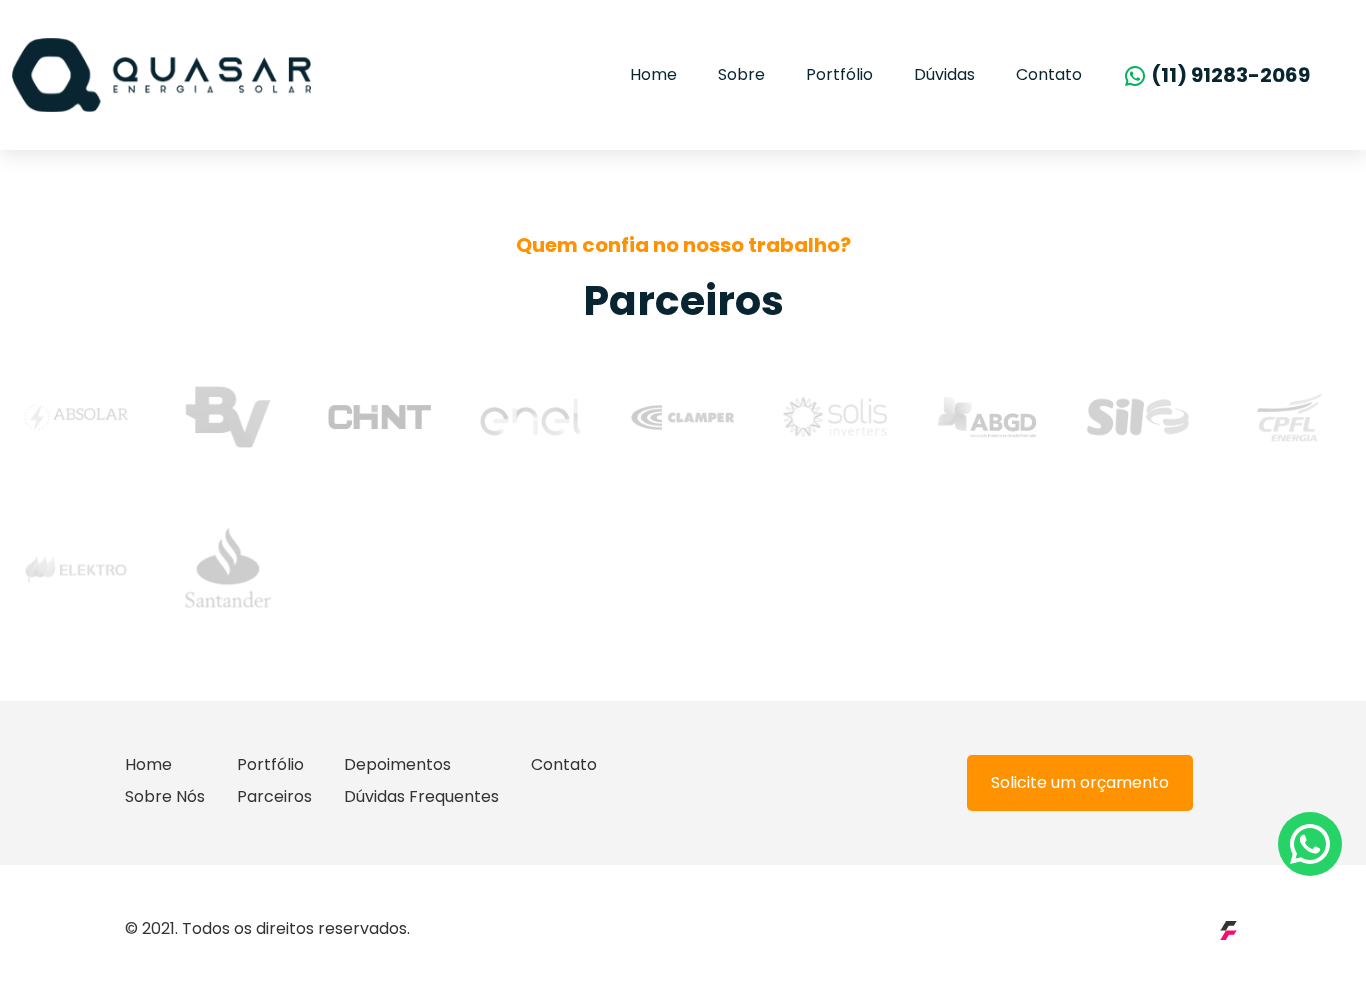 QUASAR
ENERGIA SOLAR
Home
Sobre
Portfólio
Dúvidas
Contato
(11) 91283-2069
Quem confia no nosso trabalho?
Parceiros
ABSOLAR
BV
CHINT
enel
CLAMPER
solis
inverters
ABGD
Sil
CPFL
ENERGIA
ELEKTRO
Santander
Home
Portfólio
Depoimentos
Contato
Sobre Nós
Parceiros
Dúvidas Frequentes
Solicite um orçamento
© 2021. Todos os direitos reservados.